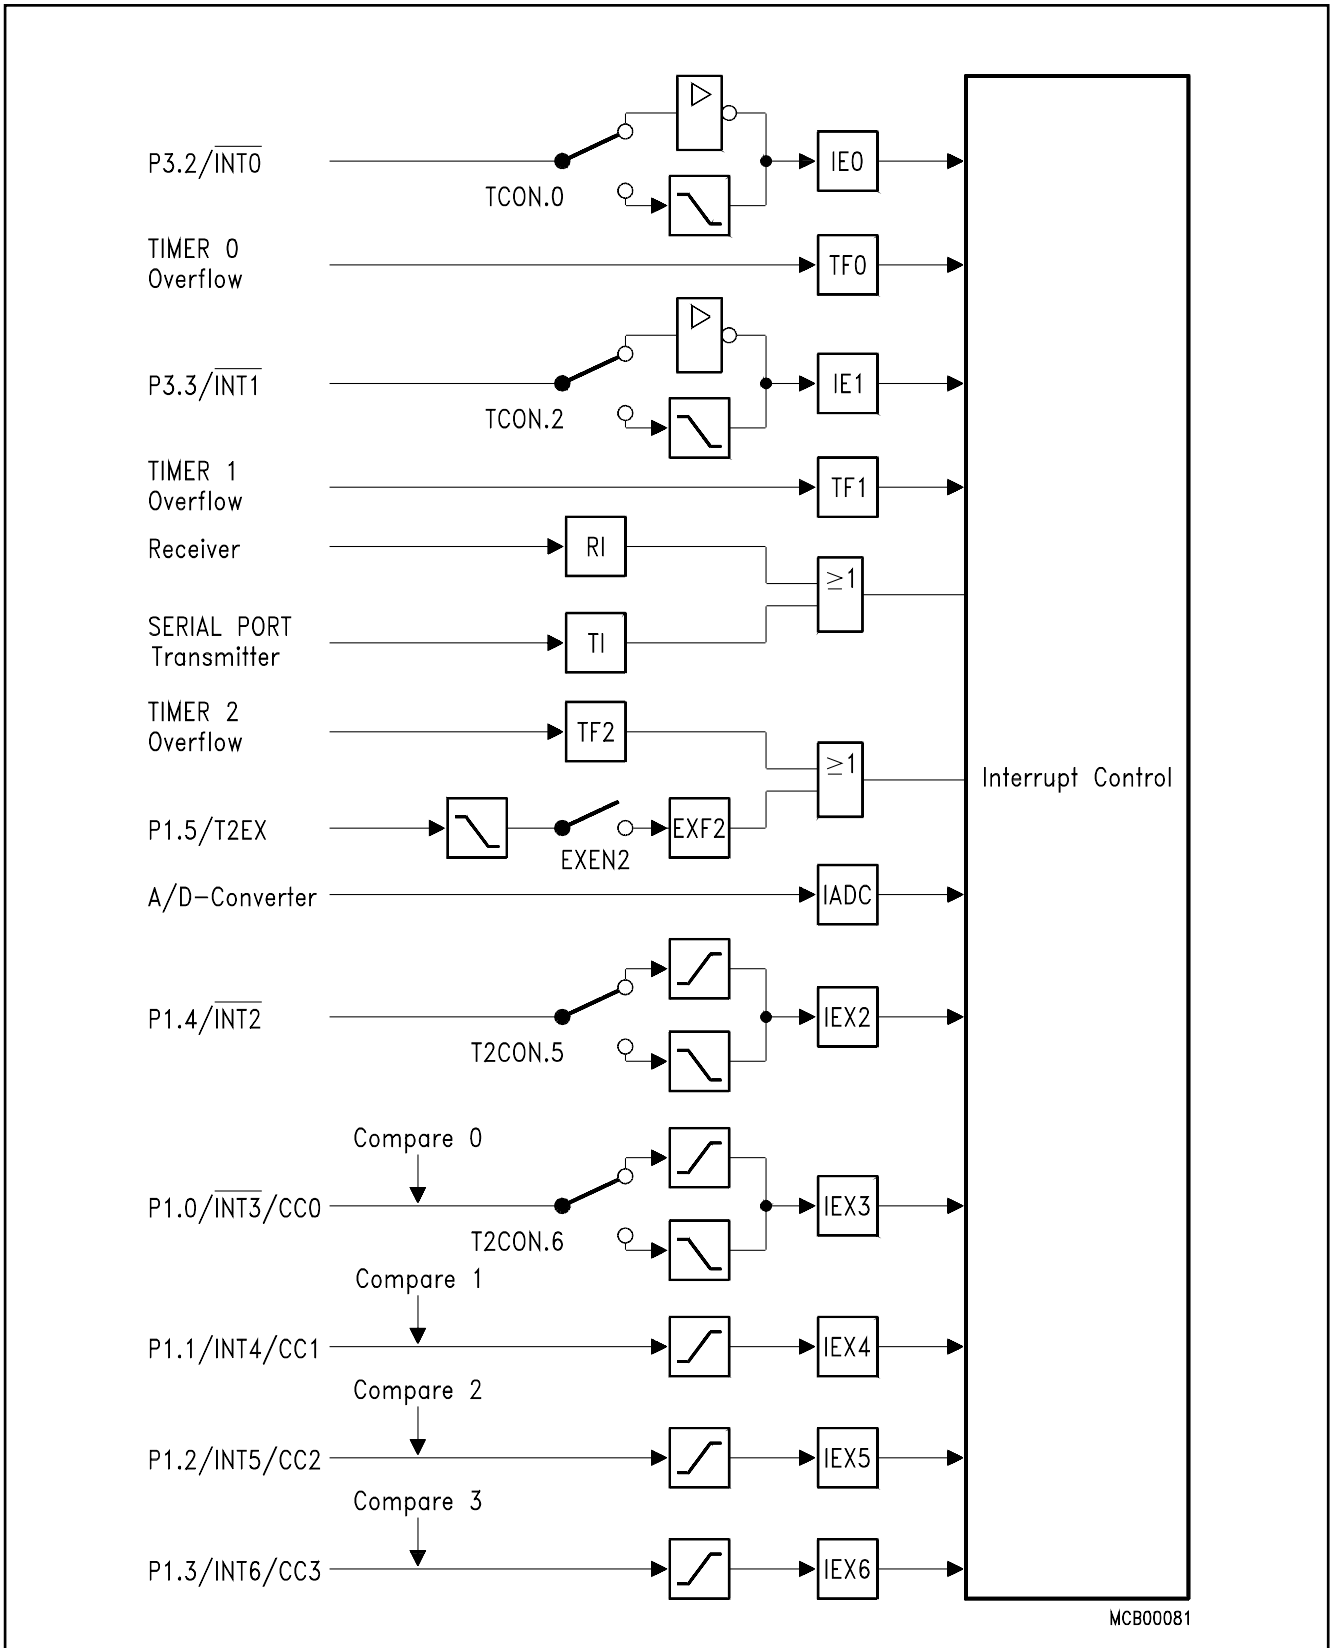 P3.2/INT0
TCON.0
IE0
TIMER 0
Overflow
TF0
P3.3/INT1
TCON.2
IE1
TIMER 1
Overflow
TF1
Receiver
RI
≥1
SERIAL PORT
Transmitter
TI
TIMER 2
Overflow
TF2
≥1
Interrupt Control
P1.5/T2EX
EXEN2
EXF2
A/D-Converter
IADC
P1.4/INT2
T2CON.5
IEX2
Compare 0
P1.0/INT3/CC0
T2CON.6
IEX3
Compare 1
P1.1/INT4/CC1
IEX4
Compare 2
P1.2/INT5/CC2
IEX5
Compare 3
P1.3/INT6/CC3
IEX6
MCB00081